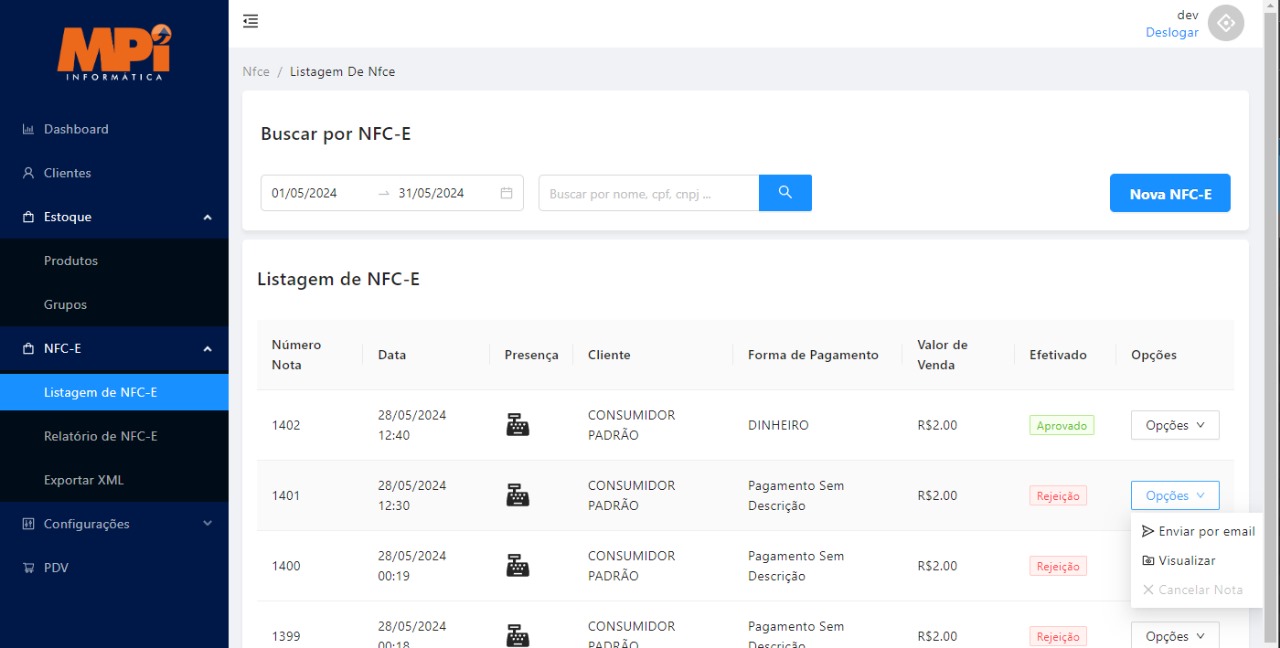 MPi
INFORMÁTICA
Dashboard
Clientes
Estoque
Produtos
Grupos
NFC-E
Listagem de NFC-E
Relatório de NFC-E
Exportar XML
Configurações
PDV
dev
Deslogar
Nfce / Listagem De Nfce
Buscar por NFC-E
01/05/2024 → 31/05/2024
Buscar por nome, cpf, cnpj ...
Nova NFC-E
Listagem de NFC-E
Número Nota
Data
Presença
Cliente
Forma de Pagamento
Valor de Venda
Efetivado
Opções
1402
28/05/2024
12:40
CONSUMIDOR
PADRÃO
DINHEIRO
R$2.00
Aprovado
Opções
1401
28/05/2024
12:30
CONSUMIDOR
PADRÃO
Pagamento Sem
Descrição
R$2.00
Rejeição
Opções
Enviar por email
Visualizar
Cancelar Nota
1400
28/05/2024
00:19
CONSUMIDOR
PADRÃO
Pagamento Sem
Descrição
R$2.00
Rejeição
1399
28/05/2024
00:18
CONSUMIDOR
PADRÃO
Pagamento Sem
Descrição
R$2.00
Rejeição
Opções